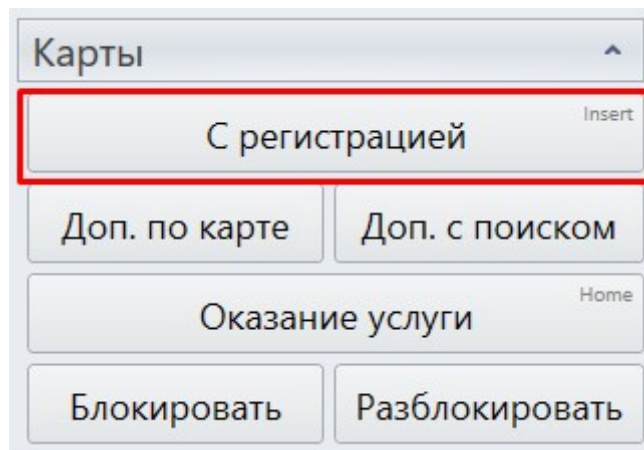 Карты
С регистрацией Insert
Доп. по карте Доп. с поиском
Оказание услуги Home
Блокировать Разблокировать